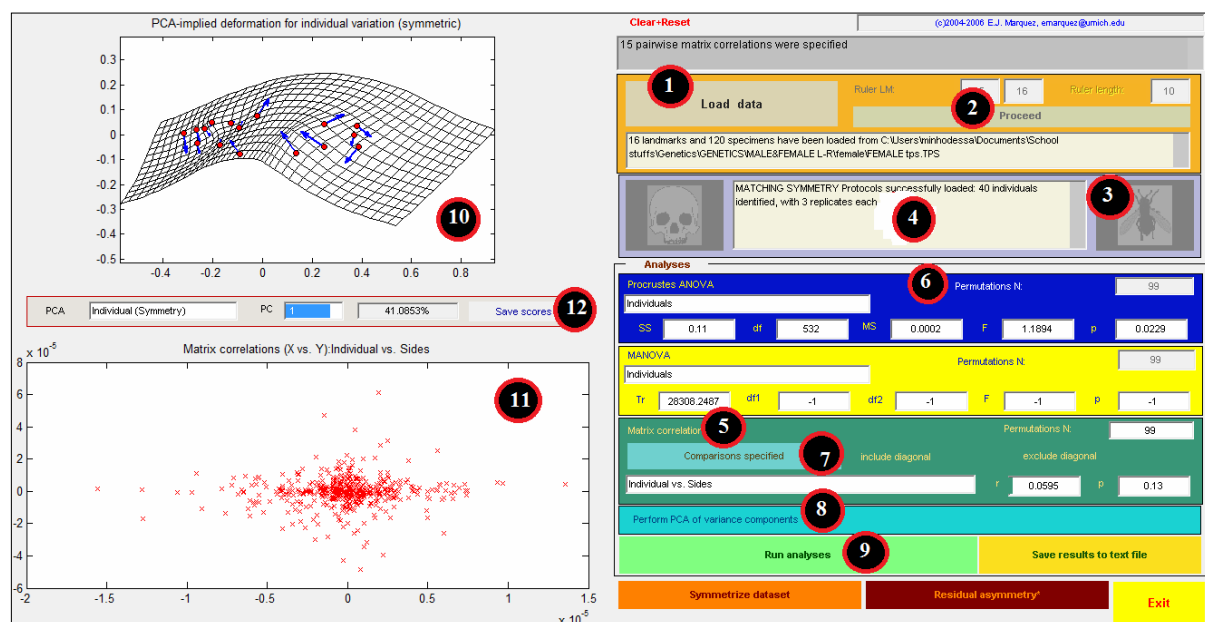 PCA-implied deformation for individual variation (symmetric)
0.3
0.2
0.1
0
-0.1
-0.2
-0.3
-0.4
-0.5
-0.4
-0.2
0
0.2
0.4
0.6
0.8
10
PCA
Individual (Symmetry)
PC
1
41.0853%
Save scores
12
Matrix correlations (X vs. Y):Individual vs. Sides
x 10-5
8
6
4
2
0
-2
-4
-6
-2
-1.5
-1
-0.5
0
0.5
1
1.5
x 10-5
11
Clear+Reset
(c)2004-2006 E.J. Marquez, emarquez@umich.edu
15 pairwise matrix correlations were specified
1
Load data
Ruler LM:
16
Ruler length:
10
2
Proceed
16 landmarks and 120 specimens have been loaded from C:\Users\minhodessa\Documents\School
stuffs\Genetics\GENETICS\MALE&FEMALE L-R\female\FEMALE tps.TPS
MATCHING SYMMETRY Protocols successfully loaded: 40 individuals
identified, with 3 replicates each
3
4
Analyses
Procrustes ANOVA
6
Permutations N:
99
Individuals
SS
0.11
df
532
MS
0.0002
F
1.1894
p
0.0229
MANOVA
Permutations N:
99
Individuals
Tr
28308.2487
df1
-1
df2
-1
F
-1
p
-1
Matrix correlation
5
Permutations N:
99
Comparisons specified
7
include diagonal
exclude diagonal
Individual vs. Sides
r
0.0595
p
0.13
Perform PCA of variance components
8
Run analyses
9
Save results to text file
Symmetrize dataset
Residual asymmetry*
Exit